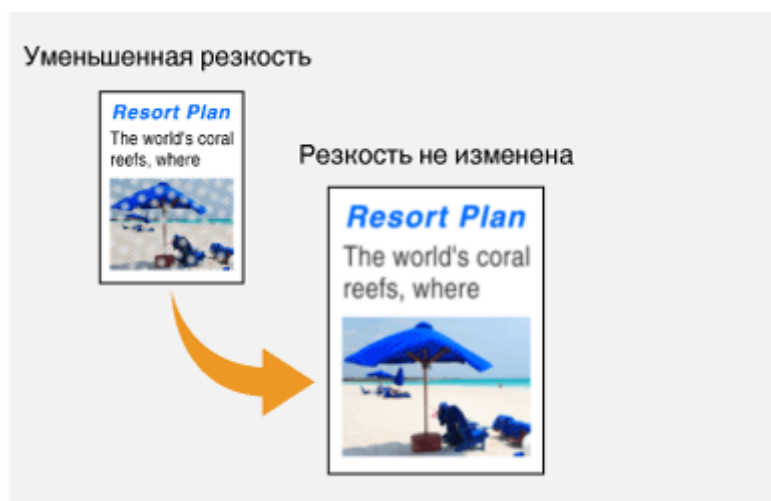 Уменьшенная резкость
Resort Plan
The world's coral
reefs, where
Резкость не изменена
Resort Plan
The world's coral
reefs, where